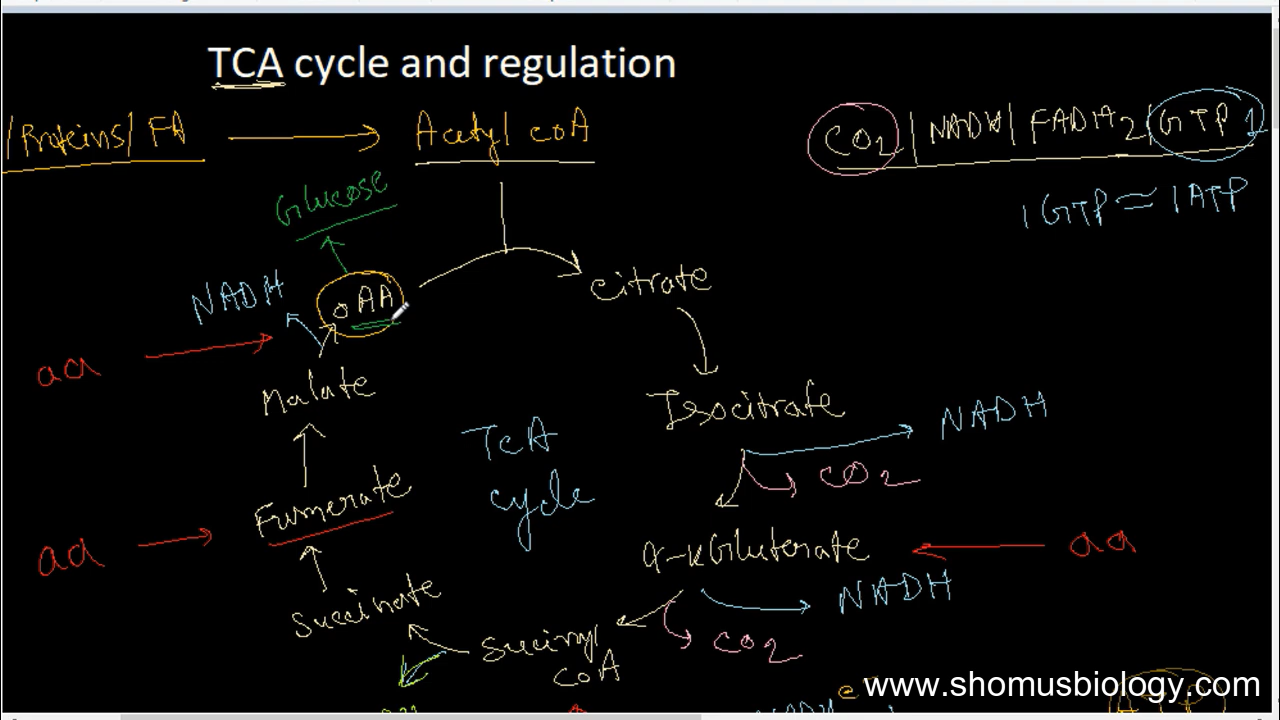 TCA cycle and regulation
/Proteins/ FA → Acetyl coA
CO2 / NADH / FADH2 / GTP
1 GTP ≈ 1 ATP
Glucose
NADH
OAA
Citrate
aa
Malate
Isocitrate
NADH
TCA
cycle
CO2
Fumerate
aa
α-kGluterate
aa
NADH
Succinate
Succinyl
coA
CO2
www.shomusbiology.com